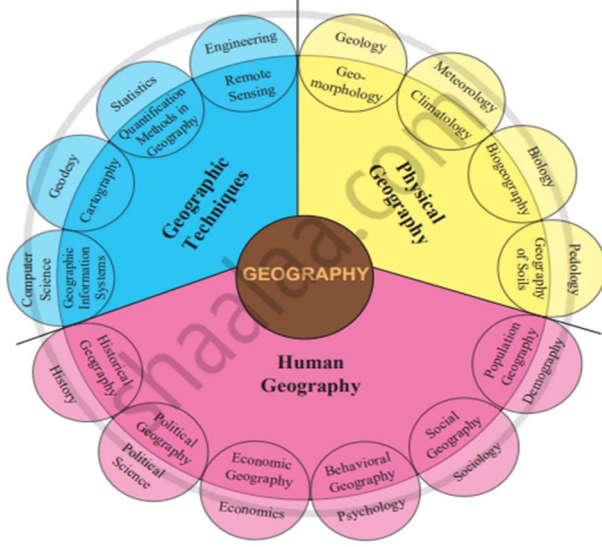 GEOGRAPHY
Physical
Geography
Geology
Geo-
morphology
Meteorology
Climatology
Biology
Biogeography
Pedology
Geography
of Soils
Human
Geography
Population
Geography
Demography
Social
Geography
Sociology
Behavioral
Geography
Psychology
Economic
Geography
Economics
Political
Geography
Political
Science
Historical
Geography
History
Geographic
Techniques
Computer
Science
Geographic
Information
Systems
Geodesy
Cartography
Statistics
Quantification
Methods in
Geography
Engineering
Remote
Sensing
shaalaa.com